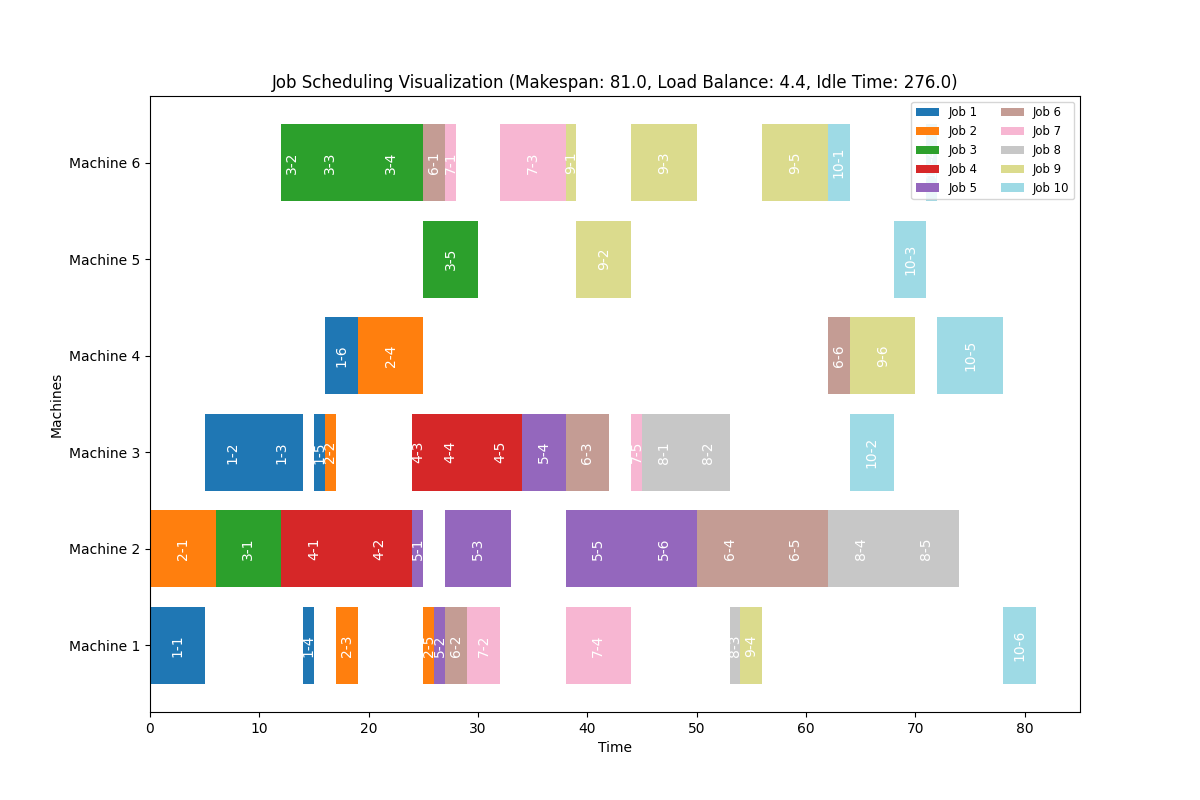 Job Scheduling Visualization (Makespan: 81.0, Load Balance: 4.4, Idle Time: 276.0)
Job 1 Job 6
Job 2 Job 7
Job 3 Job 8
Job 4 Job 9
Job 5 Job 10
Machine 6 3-2 3-3 3-4 6-1 7-1 7-3 9-1 9-3 9-5 10-1
Machine 5 3-5 9-2 10-3
Machine 4 1-6 2-4 6-6 9-6 10-5
Machine 3 1-2 1-3 1-5 2-2 4-3 4-4 4-5 5-4 6-3 7-5 8-1 8-2 10-2
Machine 2 2-1 3-1 4-1 4-2 5-1 5-3 5-5 5-6 6-4 6-5 8-4 8-5
Machine 1 1-1 1-4 2-3 2-5 5-2 6-2 7-2 7-4 8-3 9-4 10-6
Machines
0 10 20 30 40 50 60 70 80
Time